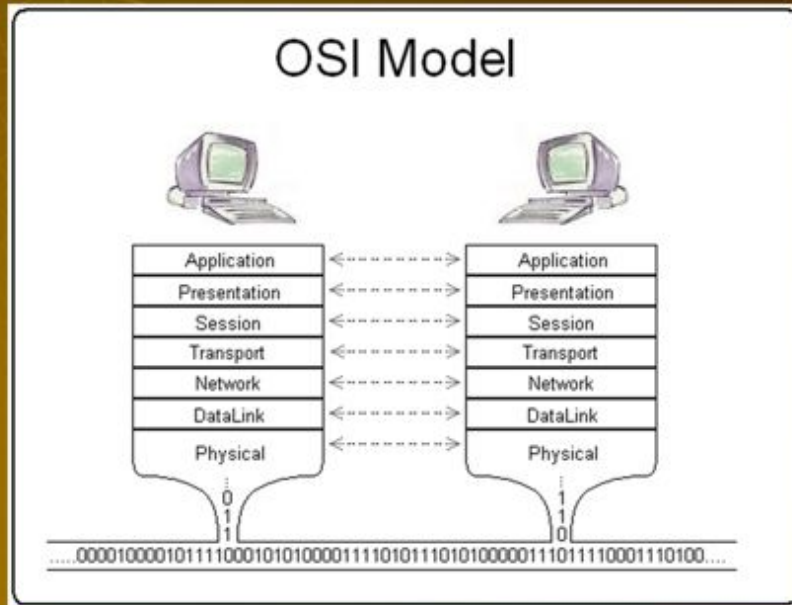 OSI Model
Application Application
Presentation Presentation
Session Session
Transport Transport
Network Network
DataLink DataLink
Physical Physical
0 1
1 1
1 0